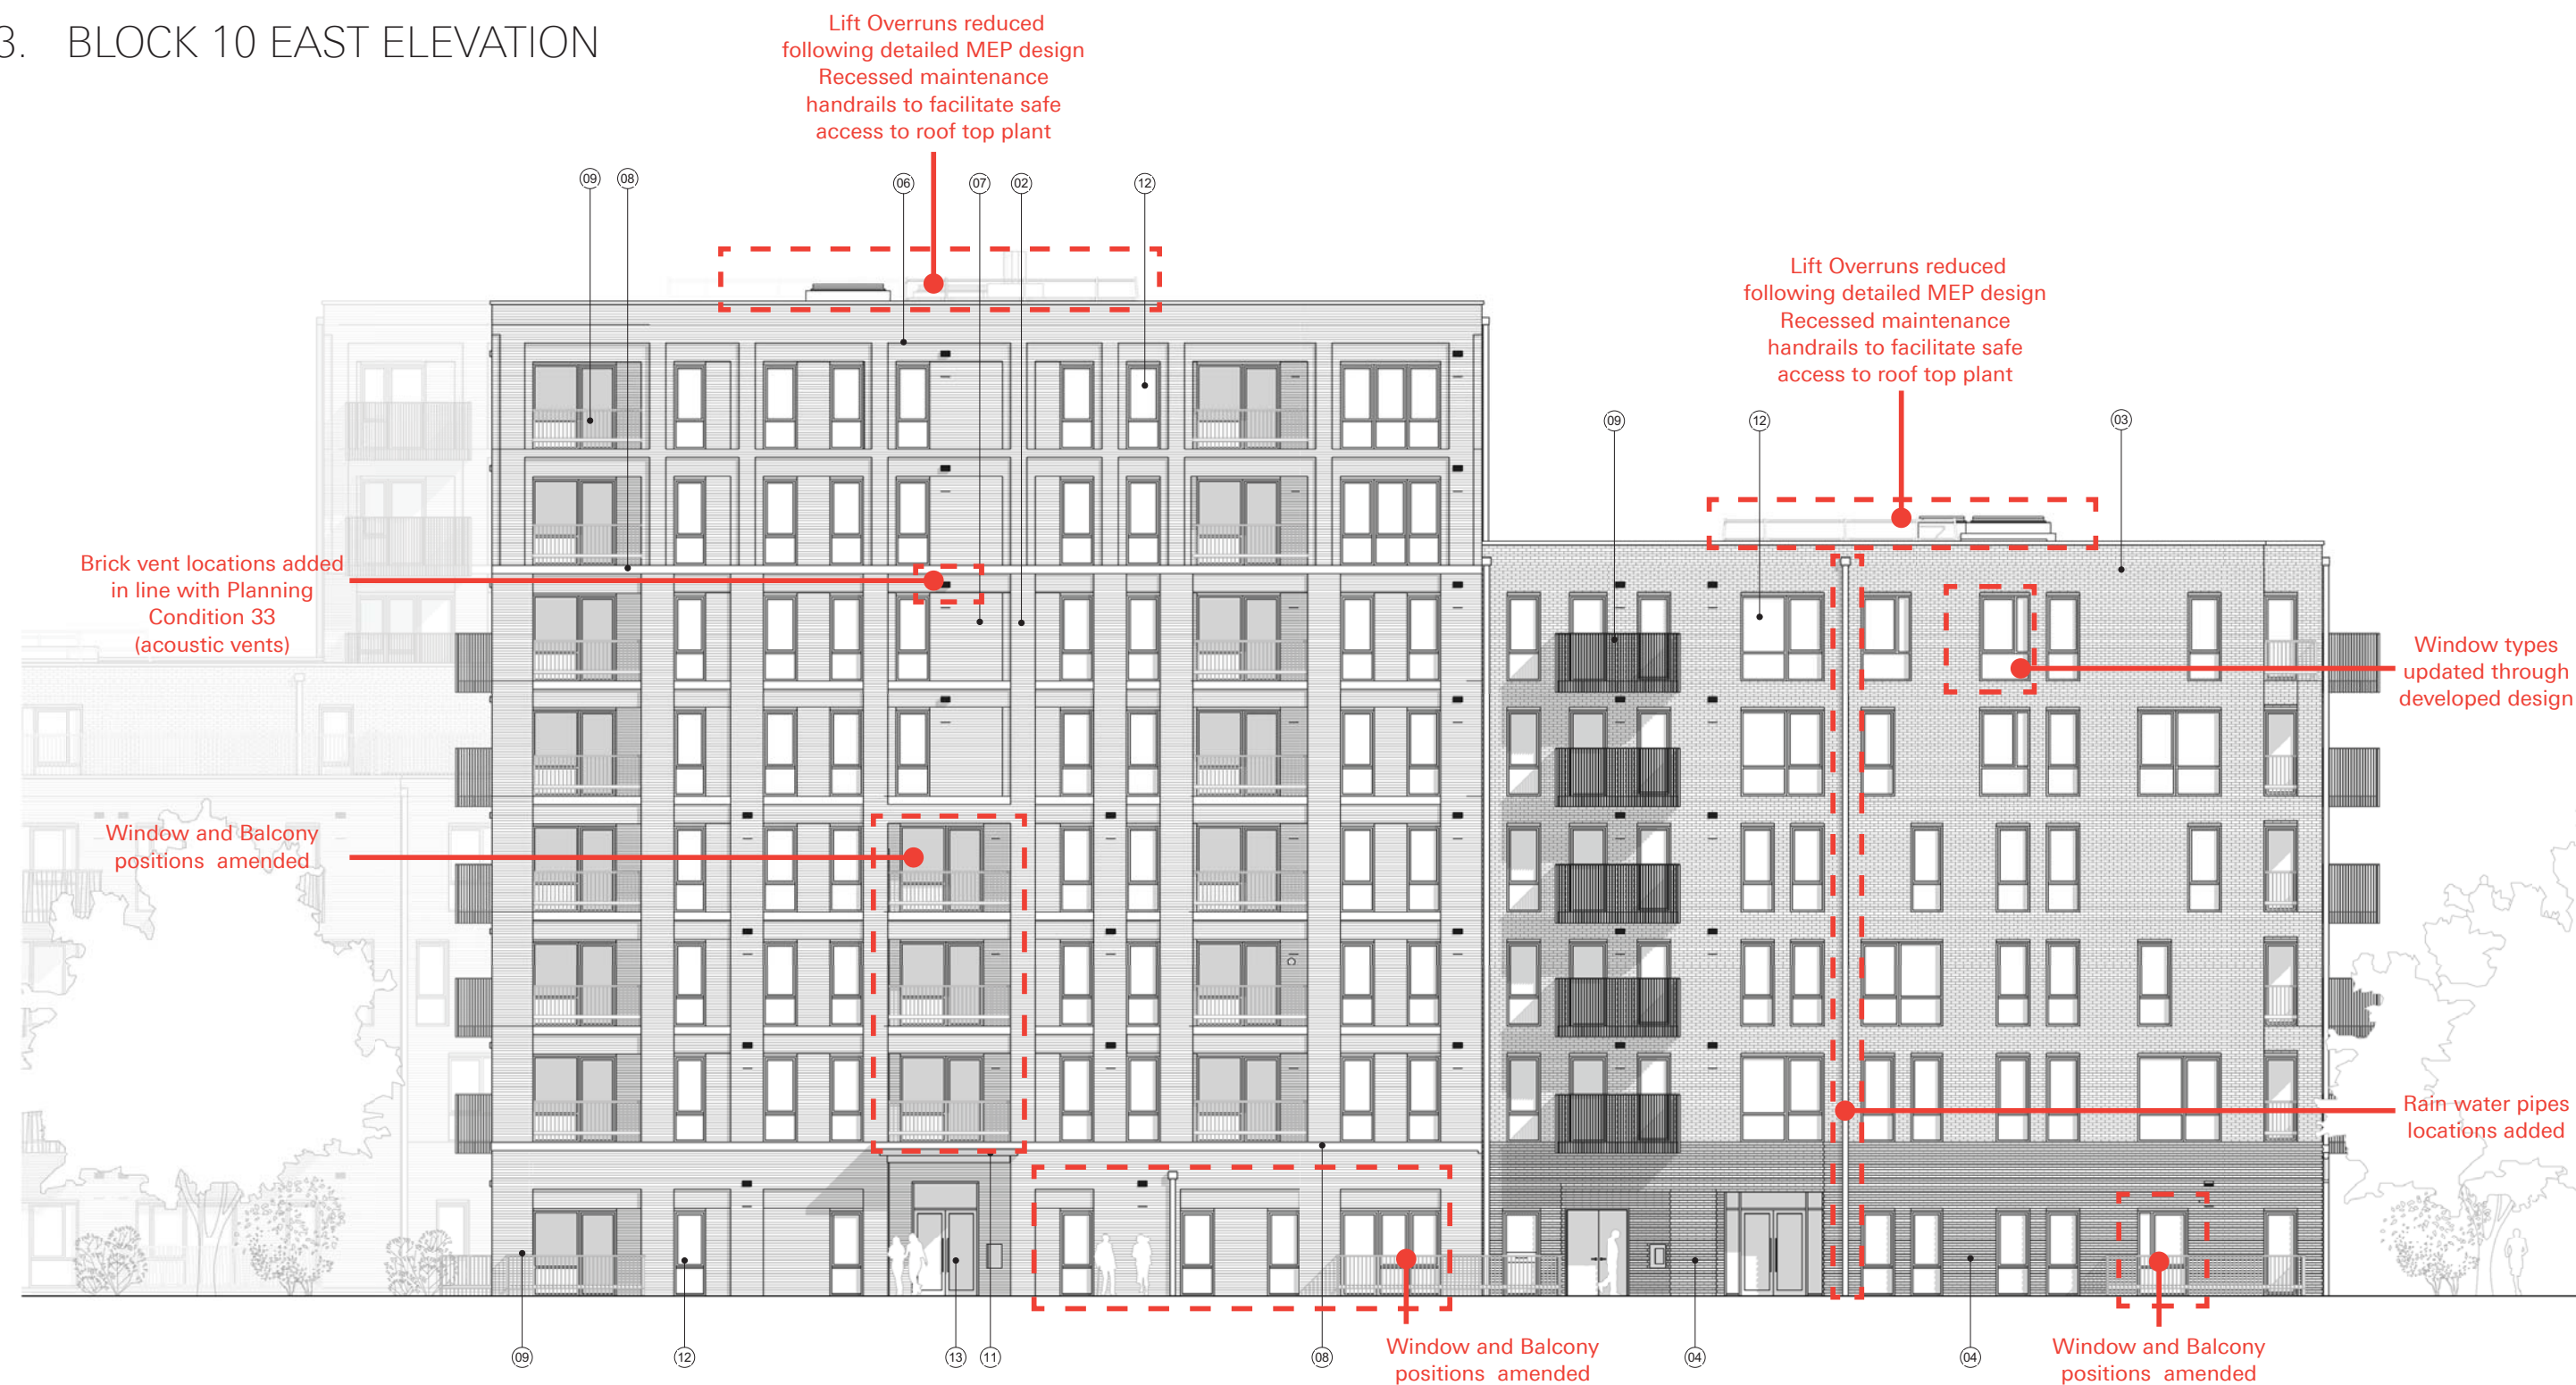 3. BLOCK 10 EAST ELEVATION
Lift Overruns reduced
following detailed MEP design
Recessed maintenance
handrails to facilitate safe
access to roof top plant
09 08 06 07 02 12
Lift Overruns reduced
following detailed MEP design
Recessed maintenance
handrails to facilitate safe
access to roof top plant
09 12 03
Brick vent locations added
in line with Planning
Condition 33
(acoustic vents)
Window types
updated through
developed design
Window and Balcony
positions amended
Rain water pipes
locations added
09 12 13 11 08 04 04
Window and Balcony
positions amended
Window and Balcony
positions amended